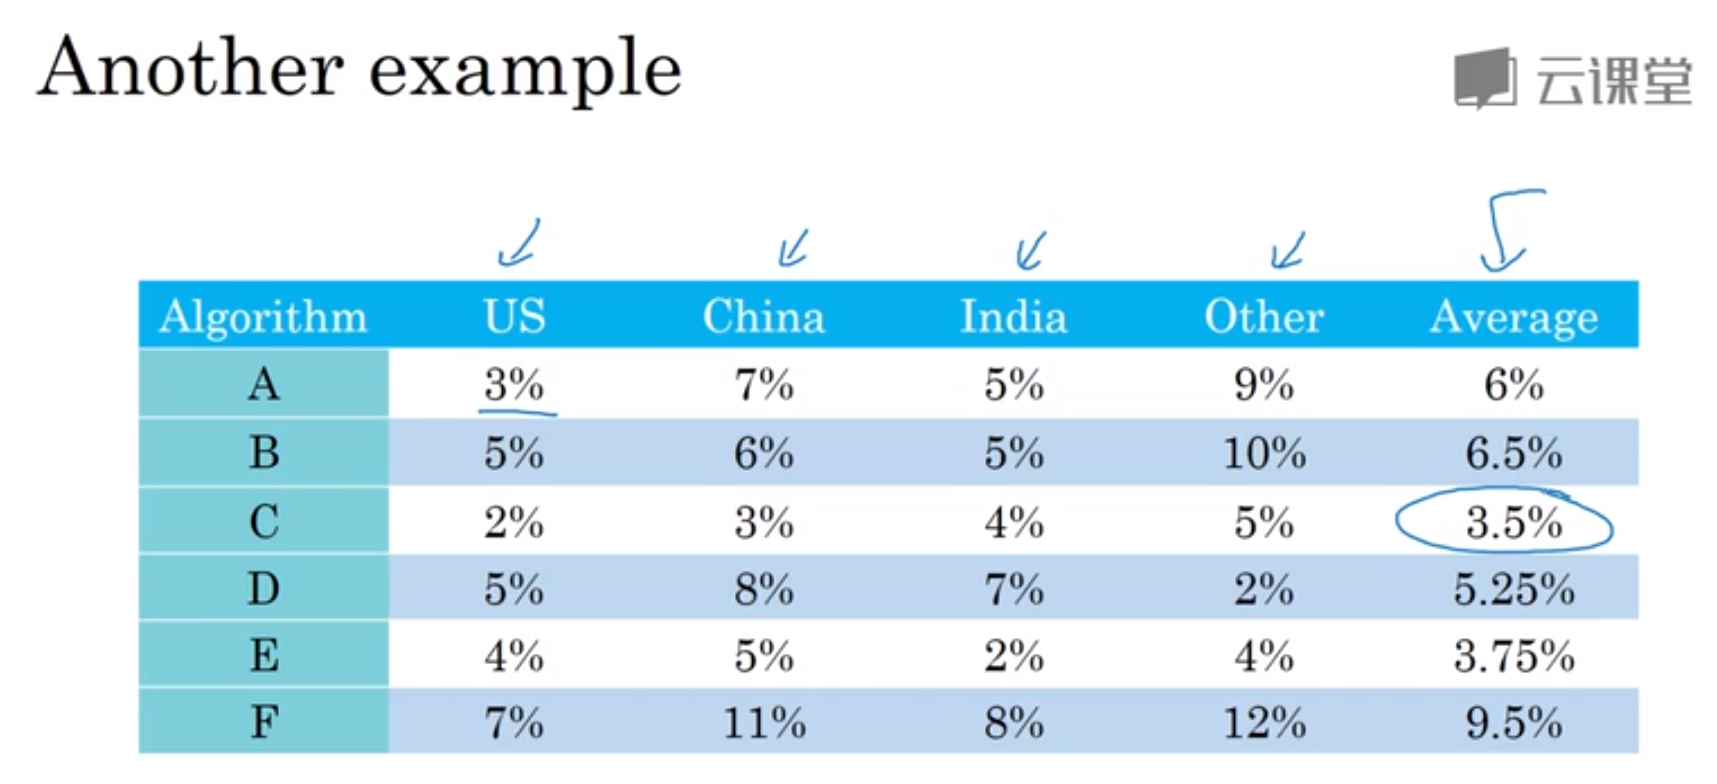 Another example
云课堂
Algorithm US China India Other Average
A 3% 7% 5% 9% 6%
B 5% 6% 5% 10% 6.5%
C 2% 3% 4% 5% 3.5%
D 5% 8% 7% 2% 5.25%
E 4% 5% 2% 4% 3.75%
F 7% 11% 8% 12% 9.5%